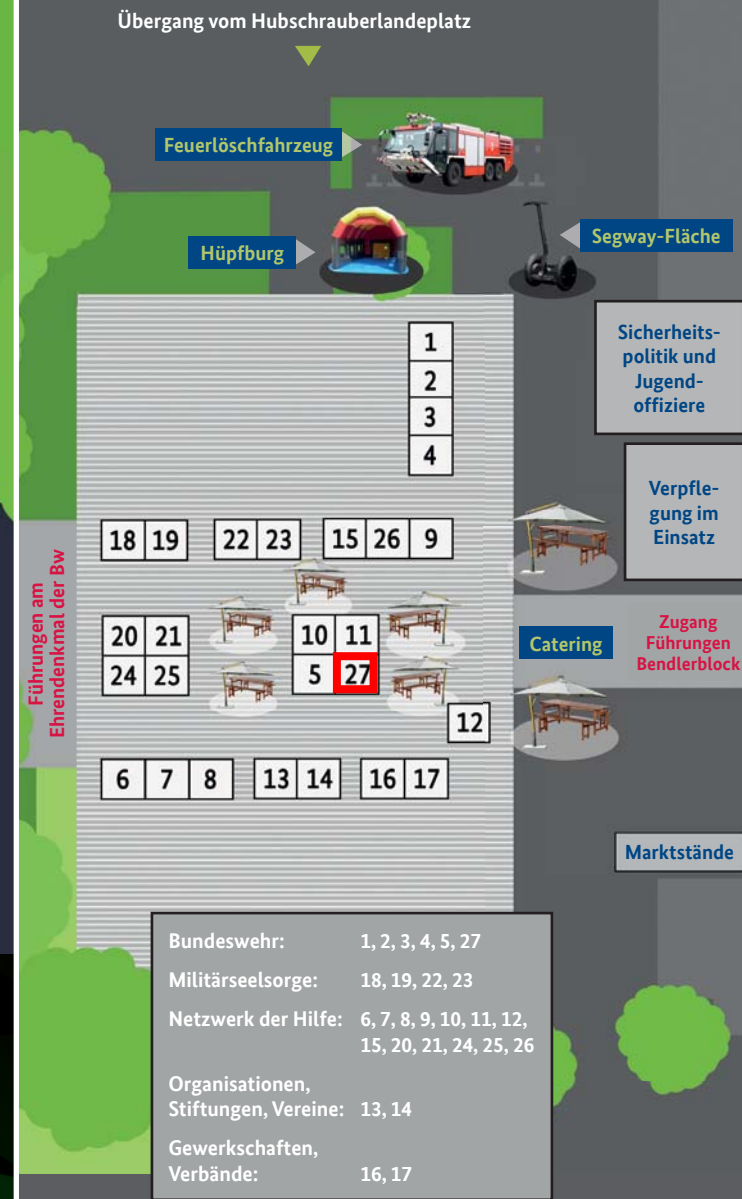 Übergang vom Hubschrauberlandeplatz
Feuerlöschfahrzeug
Hüpfburg
Segway-Fläche
Sicherheits-
politik und
Jugend-
offiziere
1
2
3
4
Verpfle-
gung im
Einsatz
18 19 22 23 15 26 9
Führungen am
Ehrendenkmal der Bw
20 21 10 11
24 25 5 27
Catering
Zugang
Führungen
Bendlerblock
12
6 7 8 13 14 16 17
Marktstände
Bundeswehr: 1, 2, 3, 4, 5, 27
Militärseelsorge: 18, 19, 22, 23
Netzwerk der Hilfe: 6, 7, 8, 9, 10, 11, 12,
15, 20, 21, 24, 25, 26
Organisationen,
Stiftungen, Vereine: 13, 14
Gewerkschaften,
Verbände: 16, 17